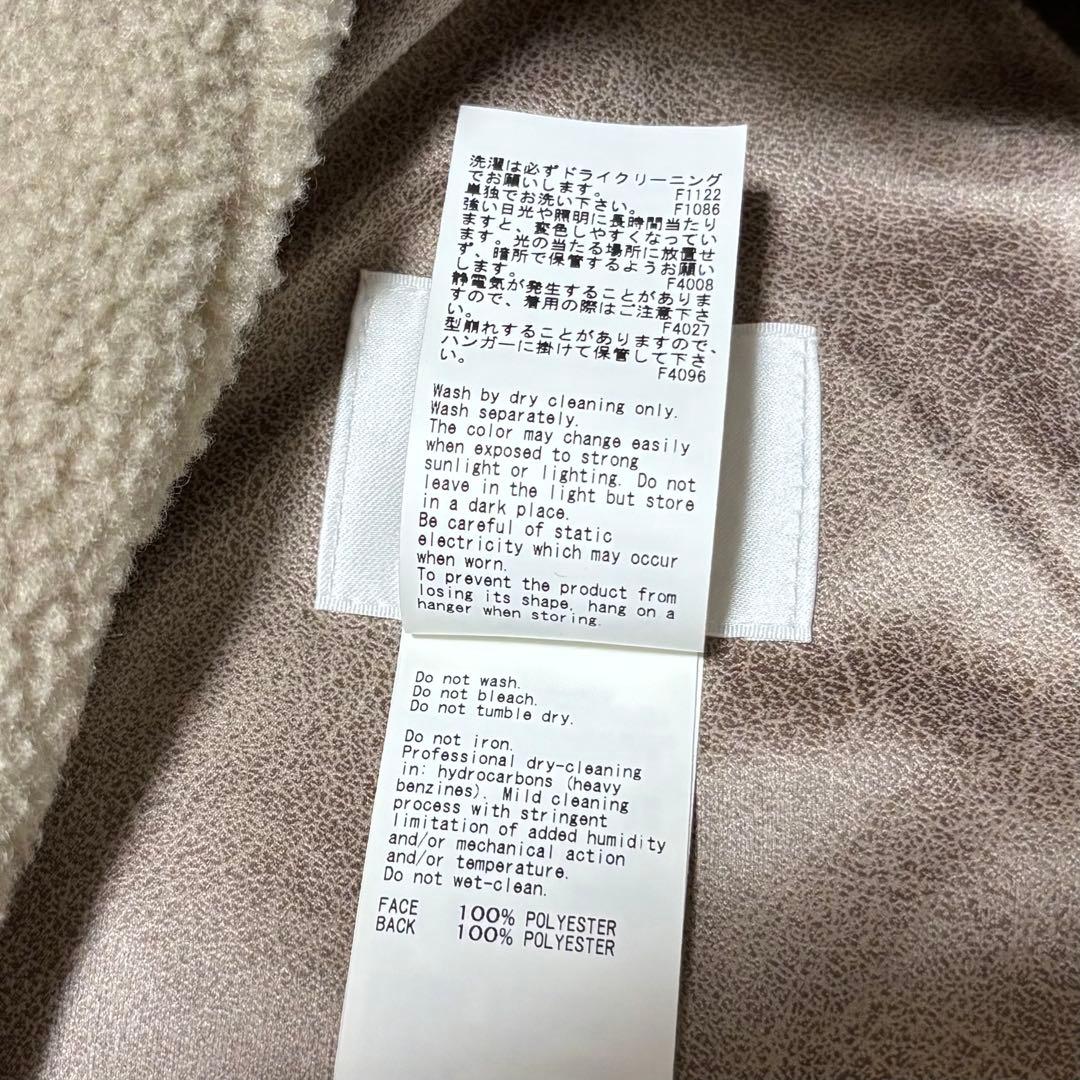 洗濯は必ずドライクリーニング
でお願いします。 F1122
単独でお洗い下さい。 F1086
強い日光や照明に長時間当たり
ますと、変色しやすくなってい
ます。光の当たる場所に放置せ
ず、暗所で保管するようお願い
します。 F4008
静電気が発生することがありま
すので、着用の際はご注意下さ
い。 F4027
型崩れすることがありますので、
ハンガーに掛けて保管して下さ
い。 F4096
Wash by dry cleaning only.
Wash separately.
The color may change easily
when exposed to strong
sunlight or lighting. Do not
leave in the light but store
in a dark place.
Be careful of static
electricity which may occur
when worn.
To prevent the product from
losing its shape, hang on a
hanger when storing.
Do not wash.
Do not bleach.
Do not tumble dry.
Do not iron.
Professional dry-cleaning
in: hydrocarbons (heavy
benzines). Mild cleaning
process with stringent
limitation of added humidity
and/or mechanical action
and/or temperature.
Do not wet-clean.
FACE 100% POLYESTER
BACK 100% POLYESTER